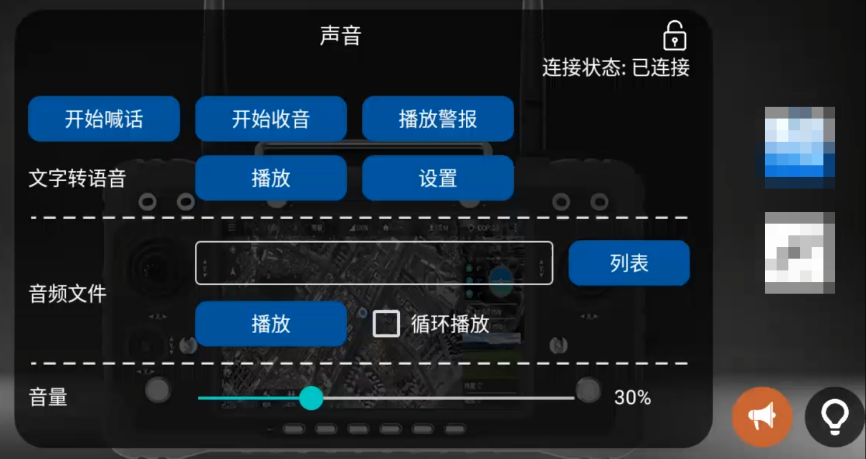 声音
连接状态: 已连接
开始喊话 开始收音 播放警报
文字转语音 播放 设置
列表
音频文件
播放 循环播放
音量 30%